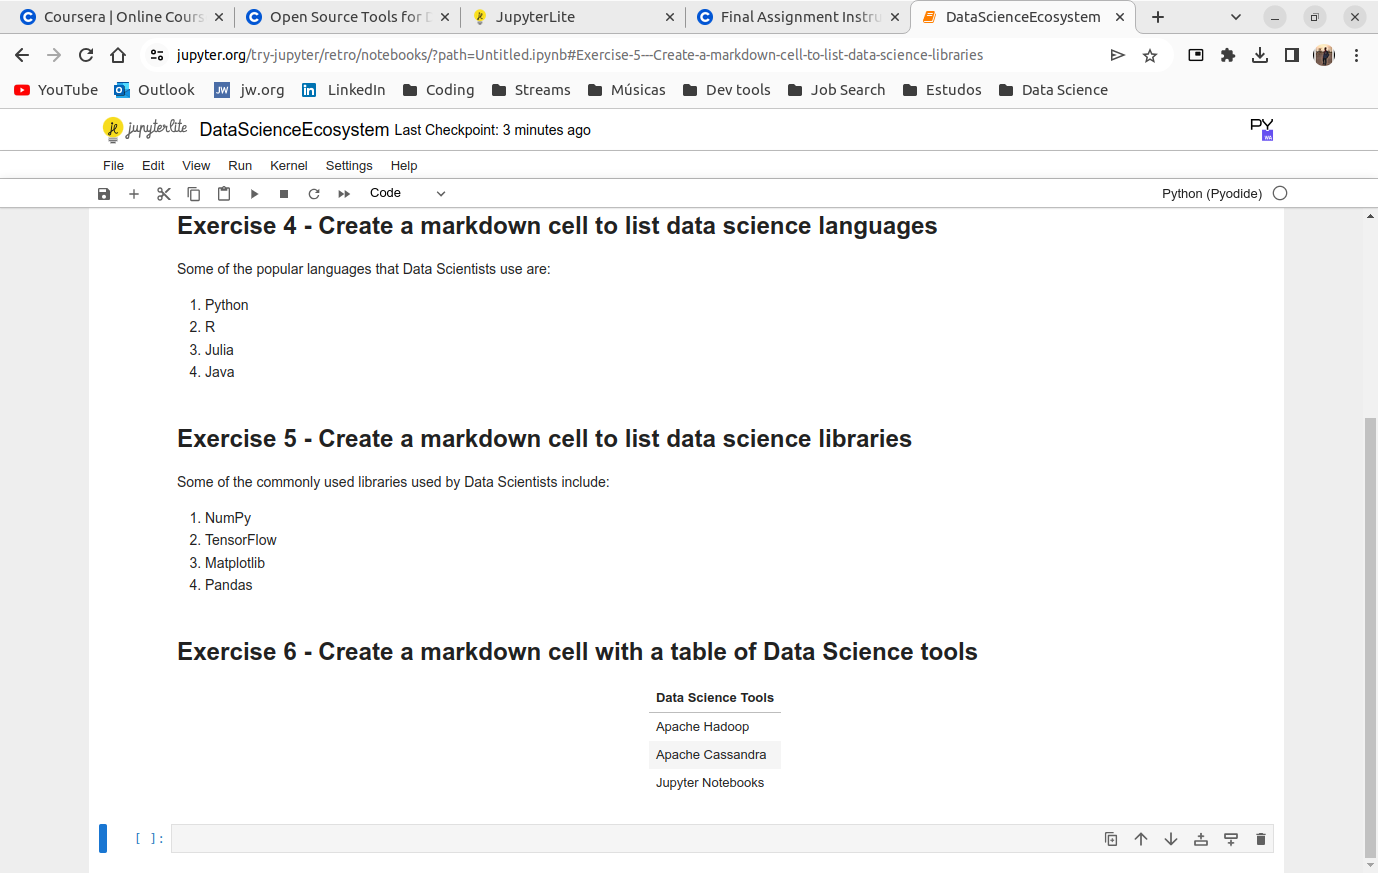 Coursera | Online Cours
Open Source Tools for D
JupyterLite
Final Assignment Instru
DataScienceEcosystem
jupyter.org/try-jupyter/retro/notebooks/?path=Untitled.ipynb#Exercise-5---Create-a-markdown-cell-to-list-data-science-libraries
YouTube
Outlook
JW
jw.org
LinkedIn
Coding
Streams
Músicas
Dev tools
Job Search
Estudos
Data Science
jupyterlite
DataScienceEcosystem Last Checkpoint: 3 minutes ago
PY
File Edit View Run Kernel Settings Help
Code
Python (Pyodide)
Exercise 4 - Create a markdown cell to list data science languages
Some of the popular languages that Data Scientists use are:
1. Python
2. R
3. Julia
4. Java
Exercise 5 - Create a markdown cell to list data science libraries
Some of the commonly used libraries used by Data Scientists include:
1. NumPy
2. TensorFlow
3. Matplotlib
4. Pandas
Exercise 6 - Create a markdown cell with a table of Data Science tools
Data Science Tools
Apache Hadoop
Apache Cassandra
Jupyter Notebooks
[ ]: